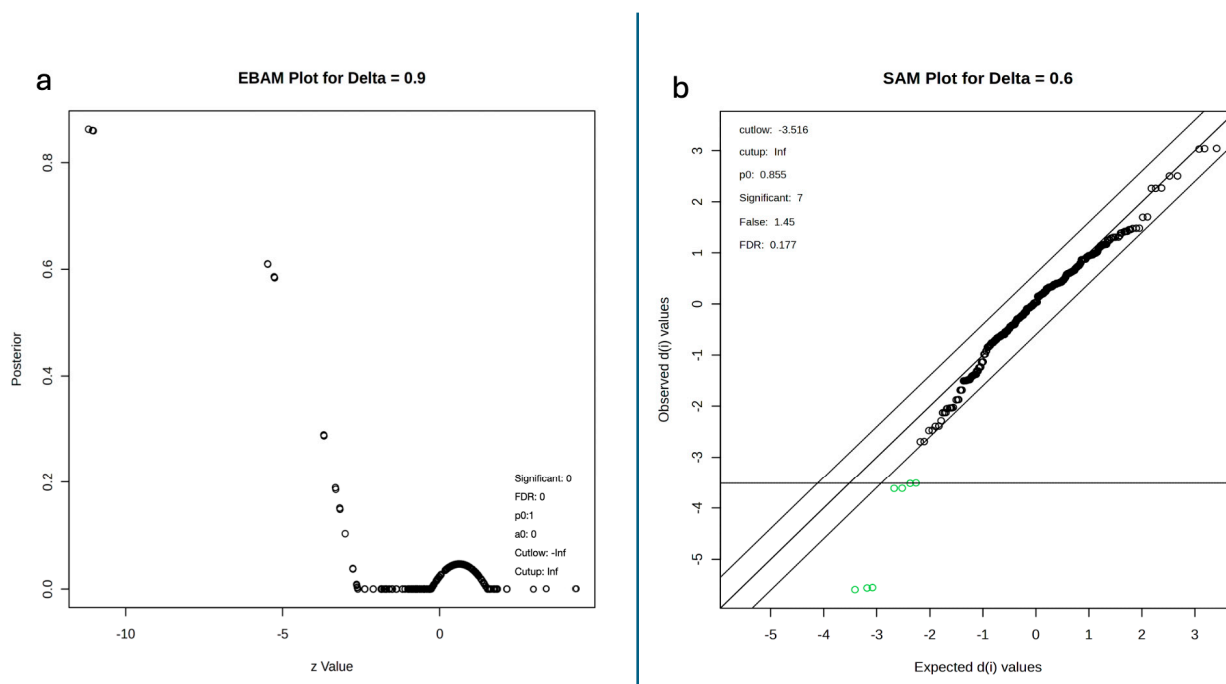 a
EBAM Plot for Delta = 0.9
Posterior
0.8
0.6
0.4
0.2
0.0
Significant: 0
FDR: 0
p0:1
a0: 0
Cutlow: -Inf
Cutup: Inf
-10
-5
0
z Value
b
SAM Plot for Delta = 0.6
cutlow: -3.516
cutup: Inf
p0: 0.855
Significant: 7
False: 1.45
FDR: 0.177
Observed d(i) values
3
2
1
0
-1
-2
-3
-4
-5
-5 -4 -3 -2 -1 0 1 2 3
Expected d(i) values